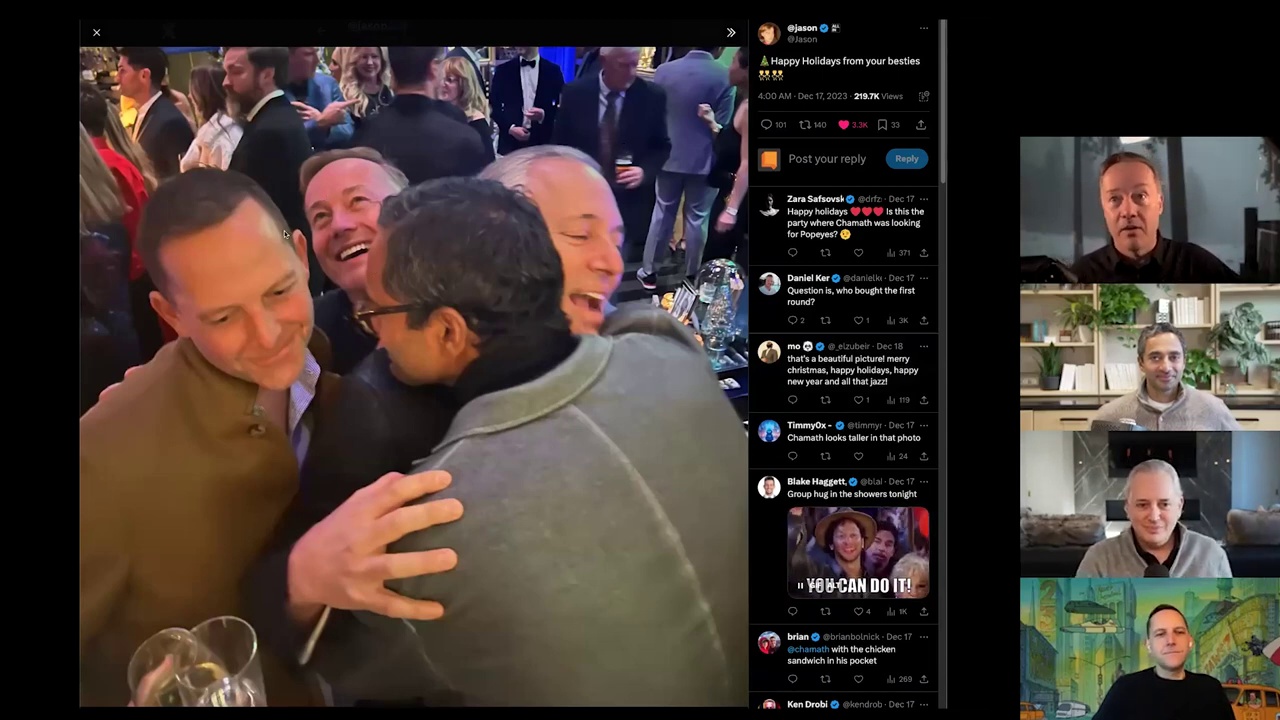 @jason
@Jason
🎄Happy Holidays from your besties
👯👯
4:00 AM · Dec 17, 2023 · 219.7K Views
101 140 3.3K 33
Post your reply
Reply
Zara Safsovsk @drfz · Dec 17
Happy holidays ❤️❤️❤️ Is this the
party where Chamath was looking
for Popeyes? 🤨
371
Daniel Ker @danielk · Dec 17
Question is, who bought the first
round?
2 1 3K
mo @_elzubeir · Dec 18
that's a beautiful picture! merry
christmas, happy holidays, happy
new year and all that jazz!
1 119
Timmy0x - @timmyr · Dec 17
Chamath looks taller in that photo
24
Blake Haggett, @blal · Dec 17
Group hug in the showers tonight
YOU CAN DO IT!
GIF ALT
4 1K
brian @brianbolnick · Dec 17
@chamath with the chicken
sandwich in his pocket
269
Ken Drobi @kendrob · Dec 17